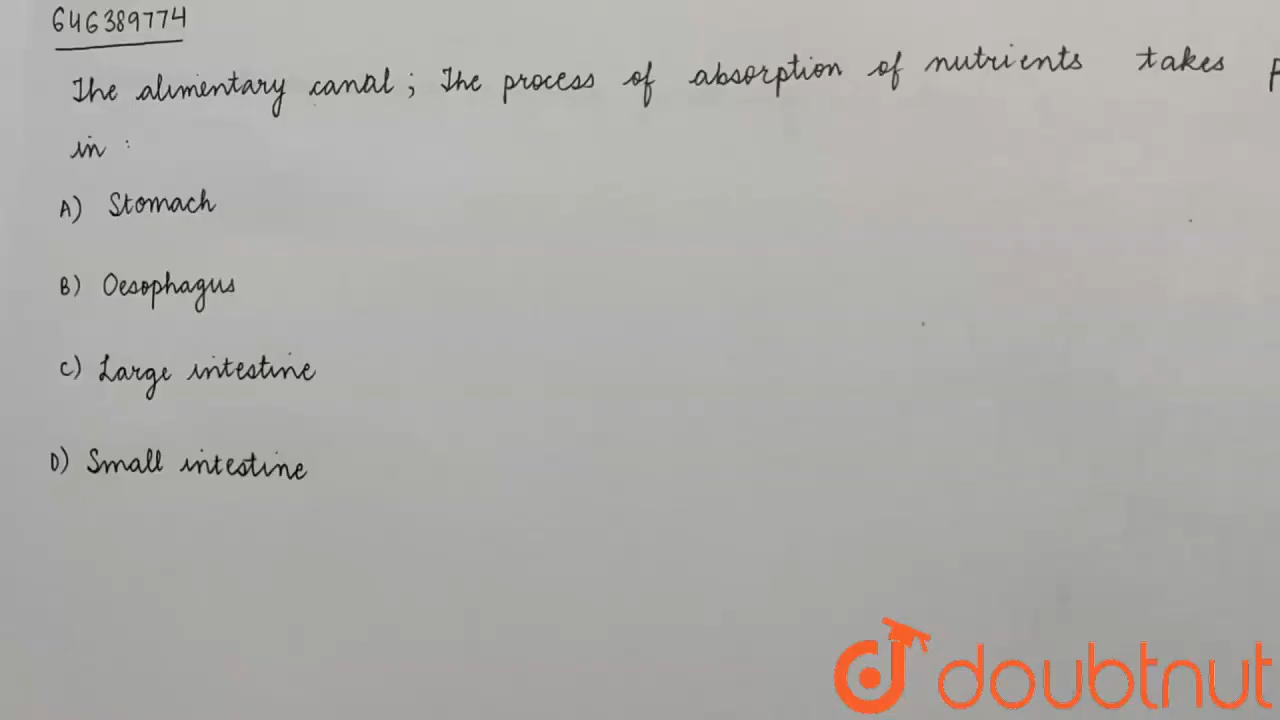 646389774
The alimentary canal ; The process of absorption of nutrients takes
in :
A) Stomach
B) Oesophagus
C) Large intestine
D) Small intestine
doubtnut